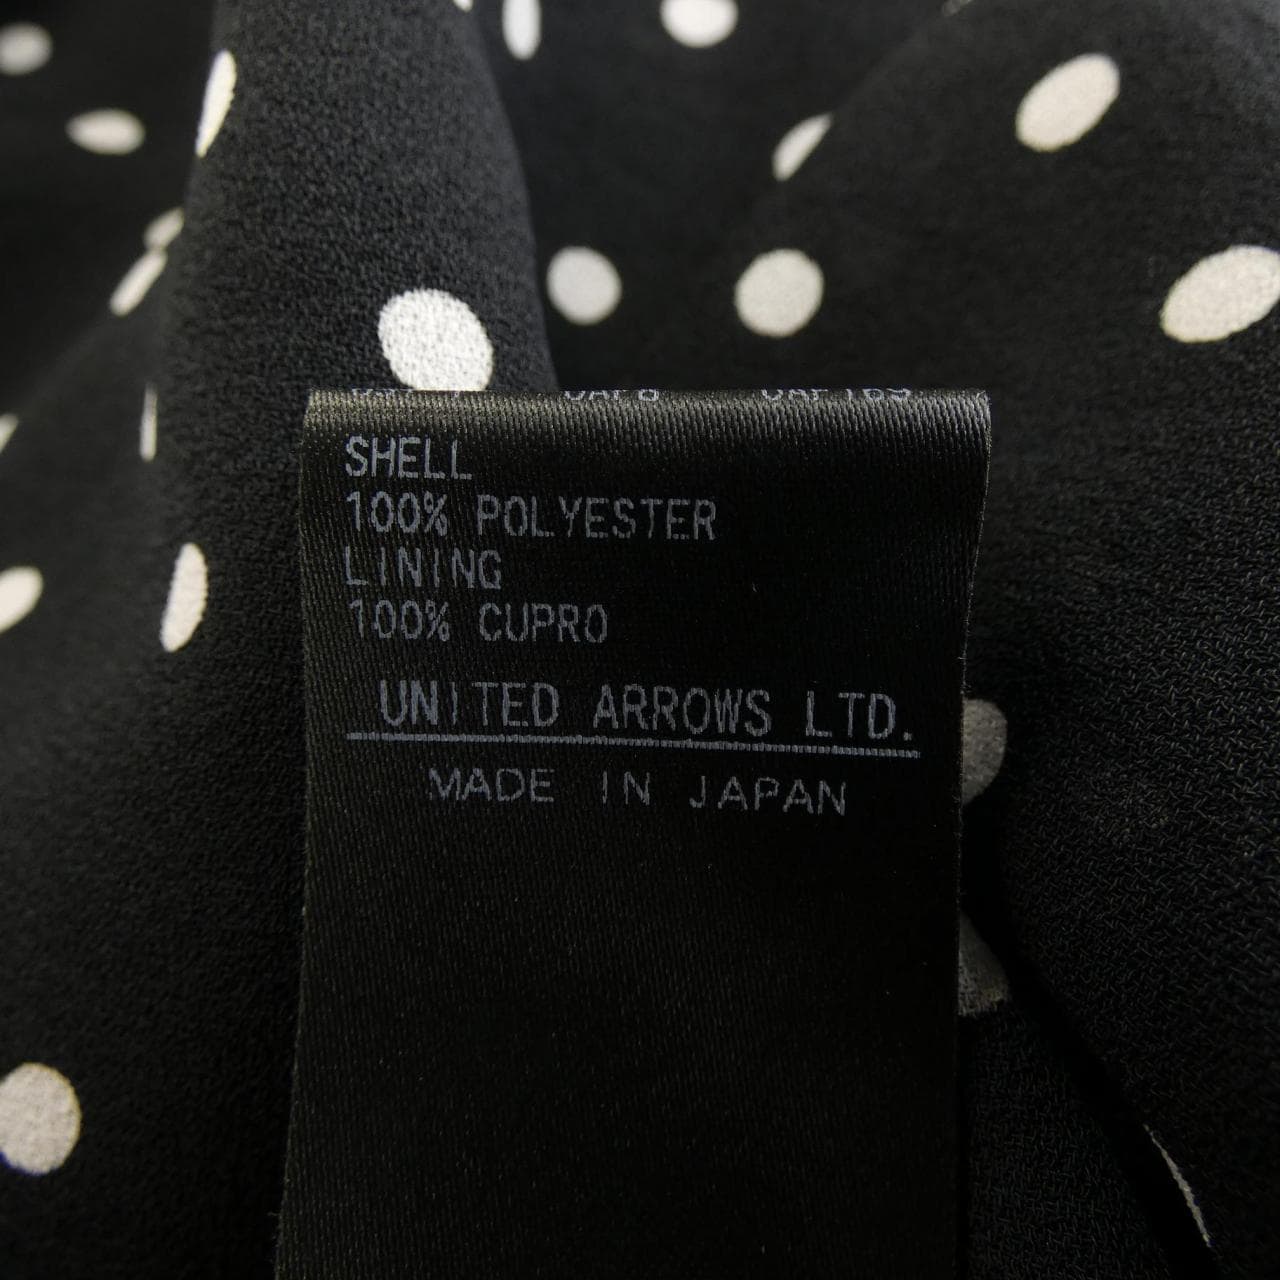 SHELL
100% POLYESTER
LINING
100% CUPRO
UNITED ARROWS LTD.
MADE IN JAPAN